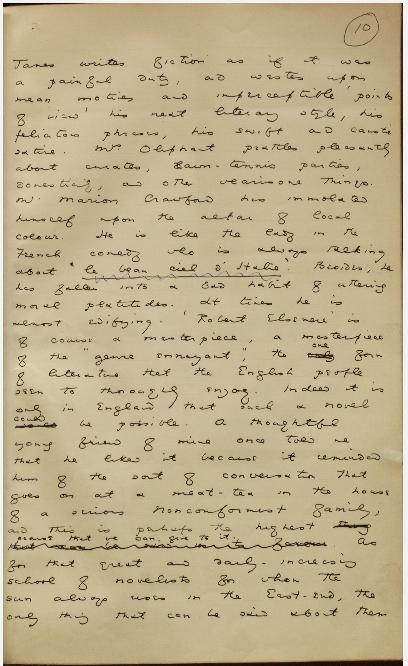 10
James writes fiction as if it was
a painful duty, and wastes upon
mean motives and imperceptible 'points
of view' his neat literary style, his
felicitous phrases, his swift and caustic
satire. Mrs Oliphant prattles pleasantly
about curates, lawn-tennis parties,
domesticity, and other wearisome things.
Mr Marion Crawford has immolated
himself upon the altar of local
colour. He is like the lady in the
French comedy who is always talking
about "le beau ciel d'Italie". Besides, he
has fallen into a bad habit of uttering
moral platitudes. At times he is
almost edifying. 'Robert Elsmere' is
of course a masterpiece, a masterpiece
of the "genre ennuyeux", the one form
of literature that the English people
seem to thoroughly enjoy. Indeed it is
only in England that such a novel
could be possible. A thoughtful
young friend of mine once told me
that he liked it because it reminded
him of the sort of conversation that
goes on at a meat-tea in the house
of a serious Nonconformist family,
and this is perhaps the highest
praise that we can give to it. As
for that great and daily-increasing
school of novelists for whom the
sun always rises in the East-End, the
only thing that can be said about them